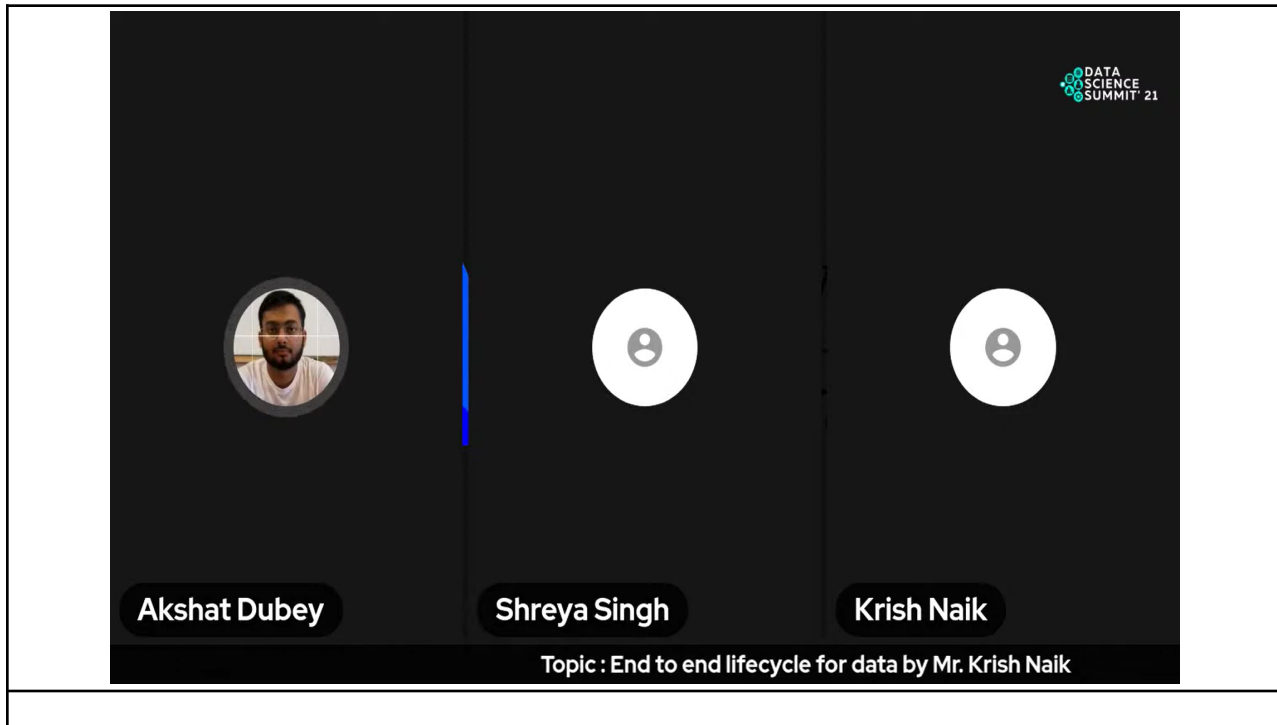 DATA
SCIENCE
SUMMIT' 21
Akshat Dubey
Shreya Singh
Krish Naik
Topic : End to end lifecycle for data by Mr. Krish Naik